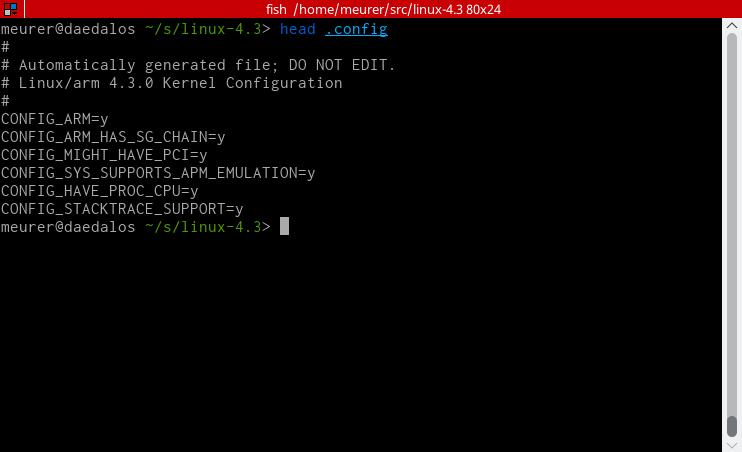 fish /home/meurer/src/linux-4.3 80x24
meurer@daedalos ~/s/linux-4.3> head .config
#
# Automatically generated file; DO NOT EDIT.
# Linux/arm 4.3.0 Kernel Configuration
#
CONFIG_ARM=y
CONFIG_ARM_HAS_SG_CHAIN=y
CONFIG_MIGHT_HAVE_PCI=y
CONFIG_SYS_SUPPORTS_APM_EMULATION=y
CONFIG_HAVE_PROC_CPU=y
CONFIG_STACKTRACE_SUPPORT=y
meurer@daedalos ~/s/linux-4.3>